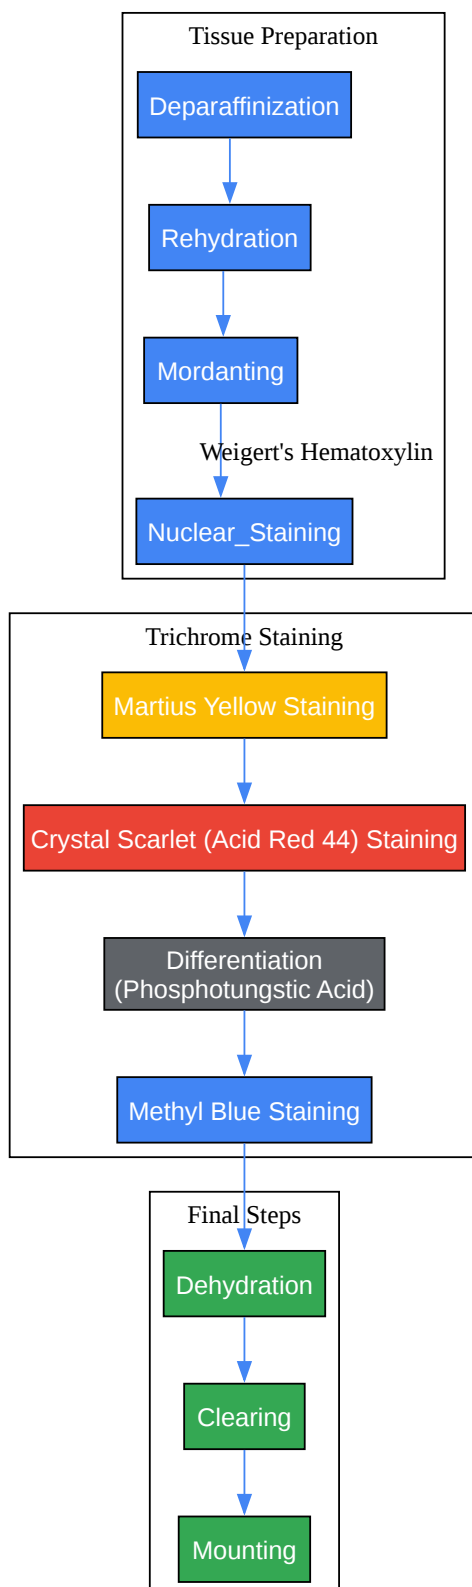 Tissue Preparation
Deparaffinization
Rehydration
Mordanting
Weigert's Hematoxylin
Nuclear_Staining
Trichrome Staining
Martius Yellow Staining
Crystal Scarlet (Acid Red 44) Staining
Differentiation
(Phosphotungstic Acid)
Methyl Blue Staining
Final Steps
Dehydration
Clearing
Mounting